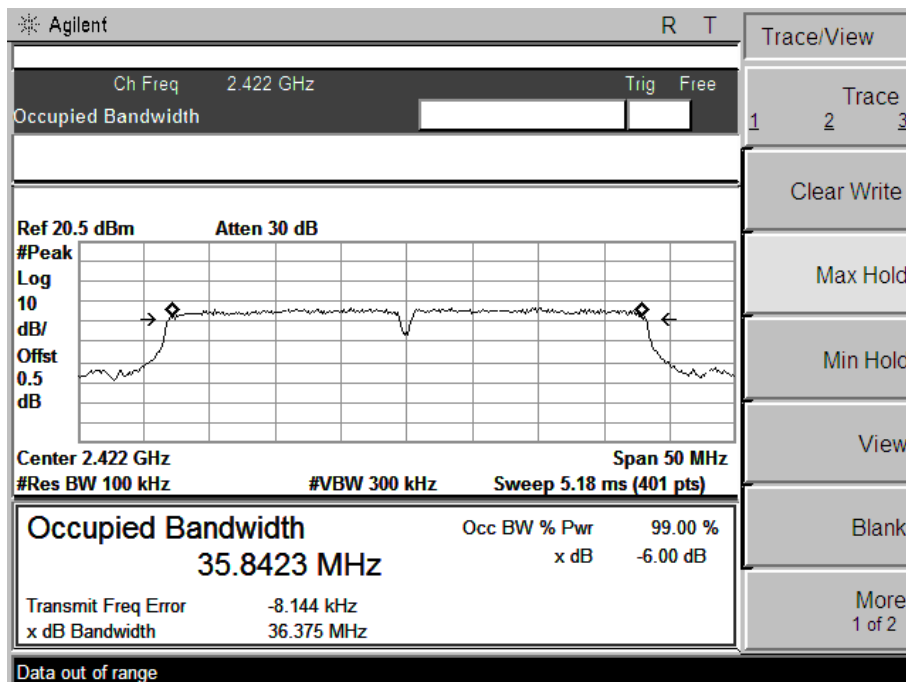 Agilent R T
Trace/View
Ch Freq 2.422 GHz Trig Free
Occupied Bandwidth
Trace
1 2 3
Clear Write
Max Hold
Min Hold
View
Blank
More
1 of 2
Ref 20.5 dBm Atten 30 dB
#Peak
Log
10
dB/
Offst
0.5
dB
Center 2.422 GHz Span 50 MHz
#Res BW 100 kHz #VBW 300 kHz Sweep 5.18 ms (401 pts)
Occupied Bandwidth Occ BW % Pwr 99.00 %
35.8423 MHz x dB -6.00 dB
Transmit Freq Error -8.144 kHz
x dB Bandwidth 36.375 MHz
Data out of range